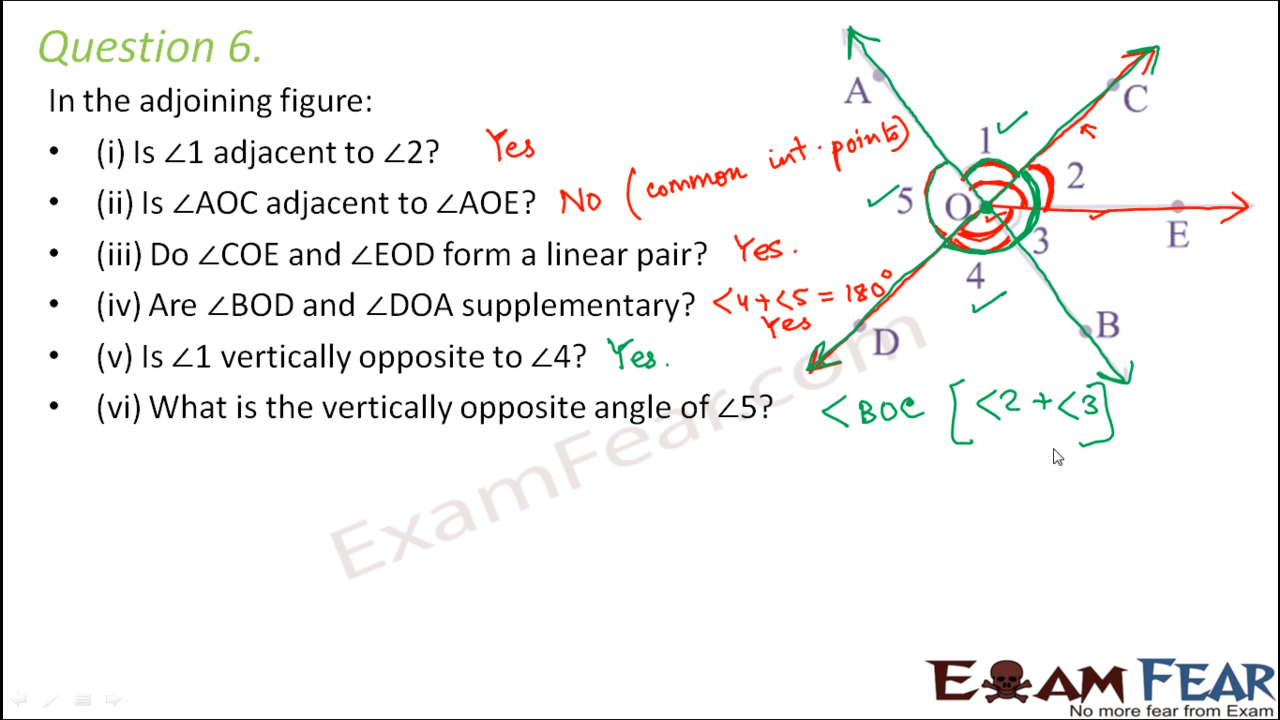 Question 6.
In the adjoining figure:
• (i) Is ∠1 adjacent to ∠2? Yes
• (ii) Is ∠AOC adjacent to ∠AOE? No (common int. points)
• (iii) Do ∠COE and ∠EOD form a linear pair? Yes.
• (iv) Are ∠BOD and ∠DOA supplementary? <4+<5 = 180°
Yes
• (v) Is ∠1 vertically opposite to ∠4? Yes.
• (vi) What is the vertically opposite angle of ∠5? <BOC [<2 + <3]
A
C
1
2
5
O
E
3
4
B
D
ExamFear.com
EXAM FEAR
No more fear from Exam